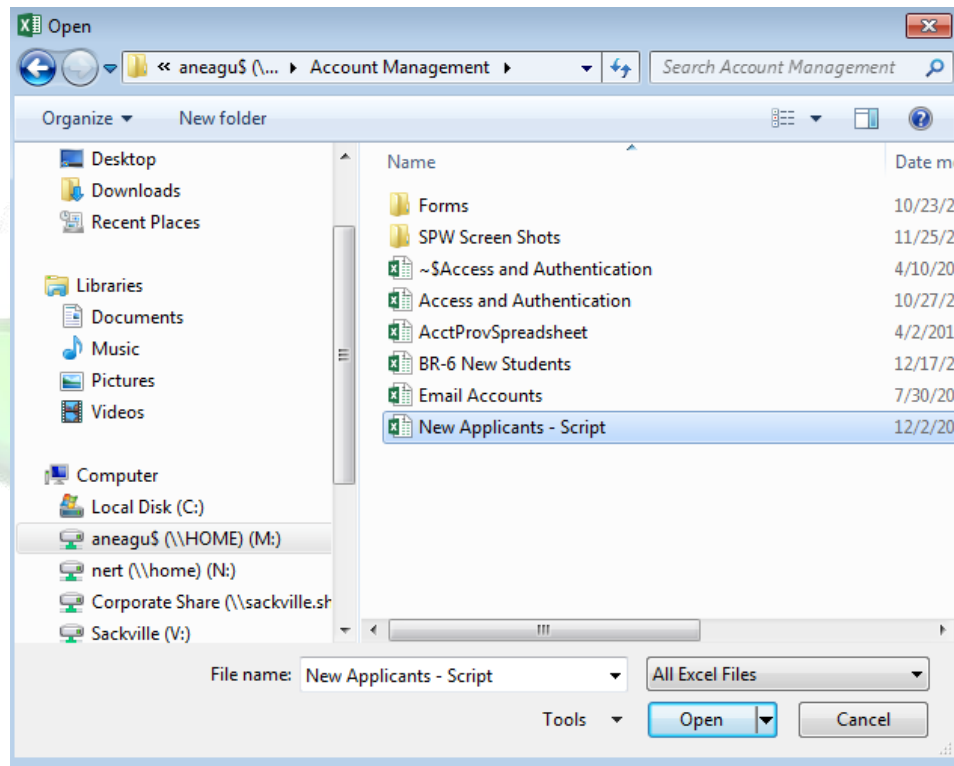 Open
« aneagu$ (\... ▸ Account Management ▸ Search Account Management
Organize New folder
Desktop
Downloads
Recent Places
Libraries
Documents
Music
Pictures
Videos
Computer
Local Disk (C:)
aneagu$ (\\HOME) (M:)
nert (\\home) (N:)
Corporate Share (\\sackville.sh
Sackville (V:)
Name Date m
Forms 10/23/2
SPW Screen Shots 11/25/2
~$Access and Authentication 4/10/20
Access and Authentication 10/27/2
AcctProvSpreadsheet 4/2/201
BR-6 New Students 12/17/2
Email Accounts 7/30/20
New Applicants - Script 12/2/20
File name: New Applicants - Script All Excel Files
Tools Open Cancel